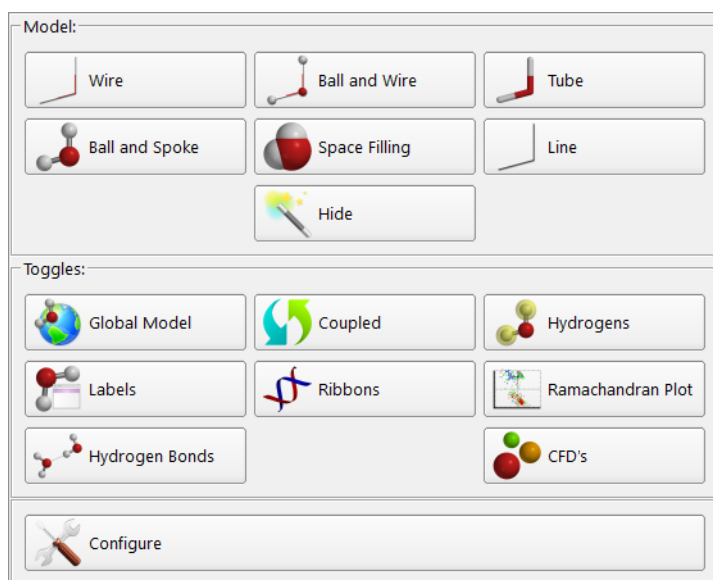 Model:
Wire
Ball and Wire
Tube
Ball and Spoke
Space Filling
Line
Hide
Toggles:
Global Model
Coupled
Hydrogens
Labels
Ribbons
Ramachandran Plot
Hydrogen Bonds
CFD's
Configure